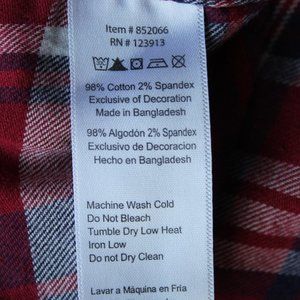 Item # 852066
RN # 123913
98% Cotton 2% Spandex
Exclusive of Decoration
Made in Bangladesh
98% Algodón 2% Spandex
Exclusivo de Decoracion
Hecho en Bangladesh
Machine Wash Cold
Do Not Bleach
Tumble Dry Low Heat
Iron Low
Do not Dry Clean
Lavar a Máquina en Fria